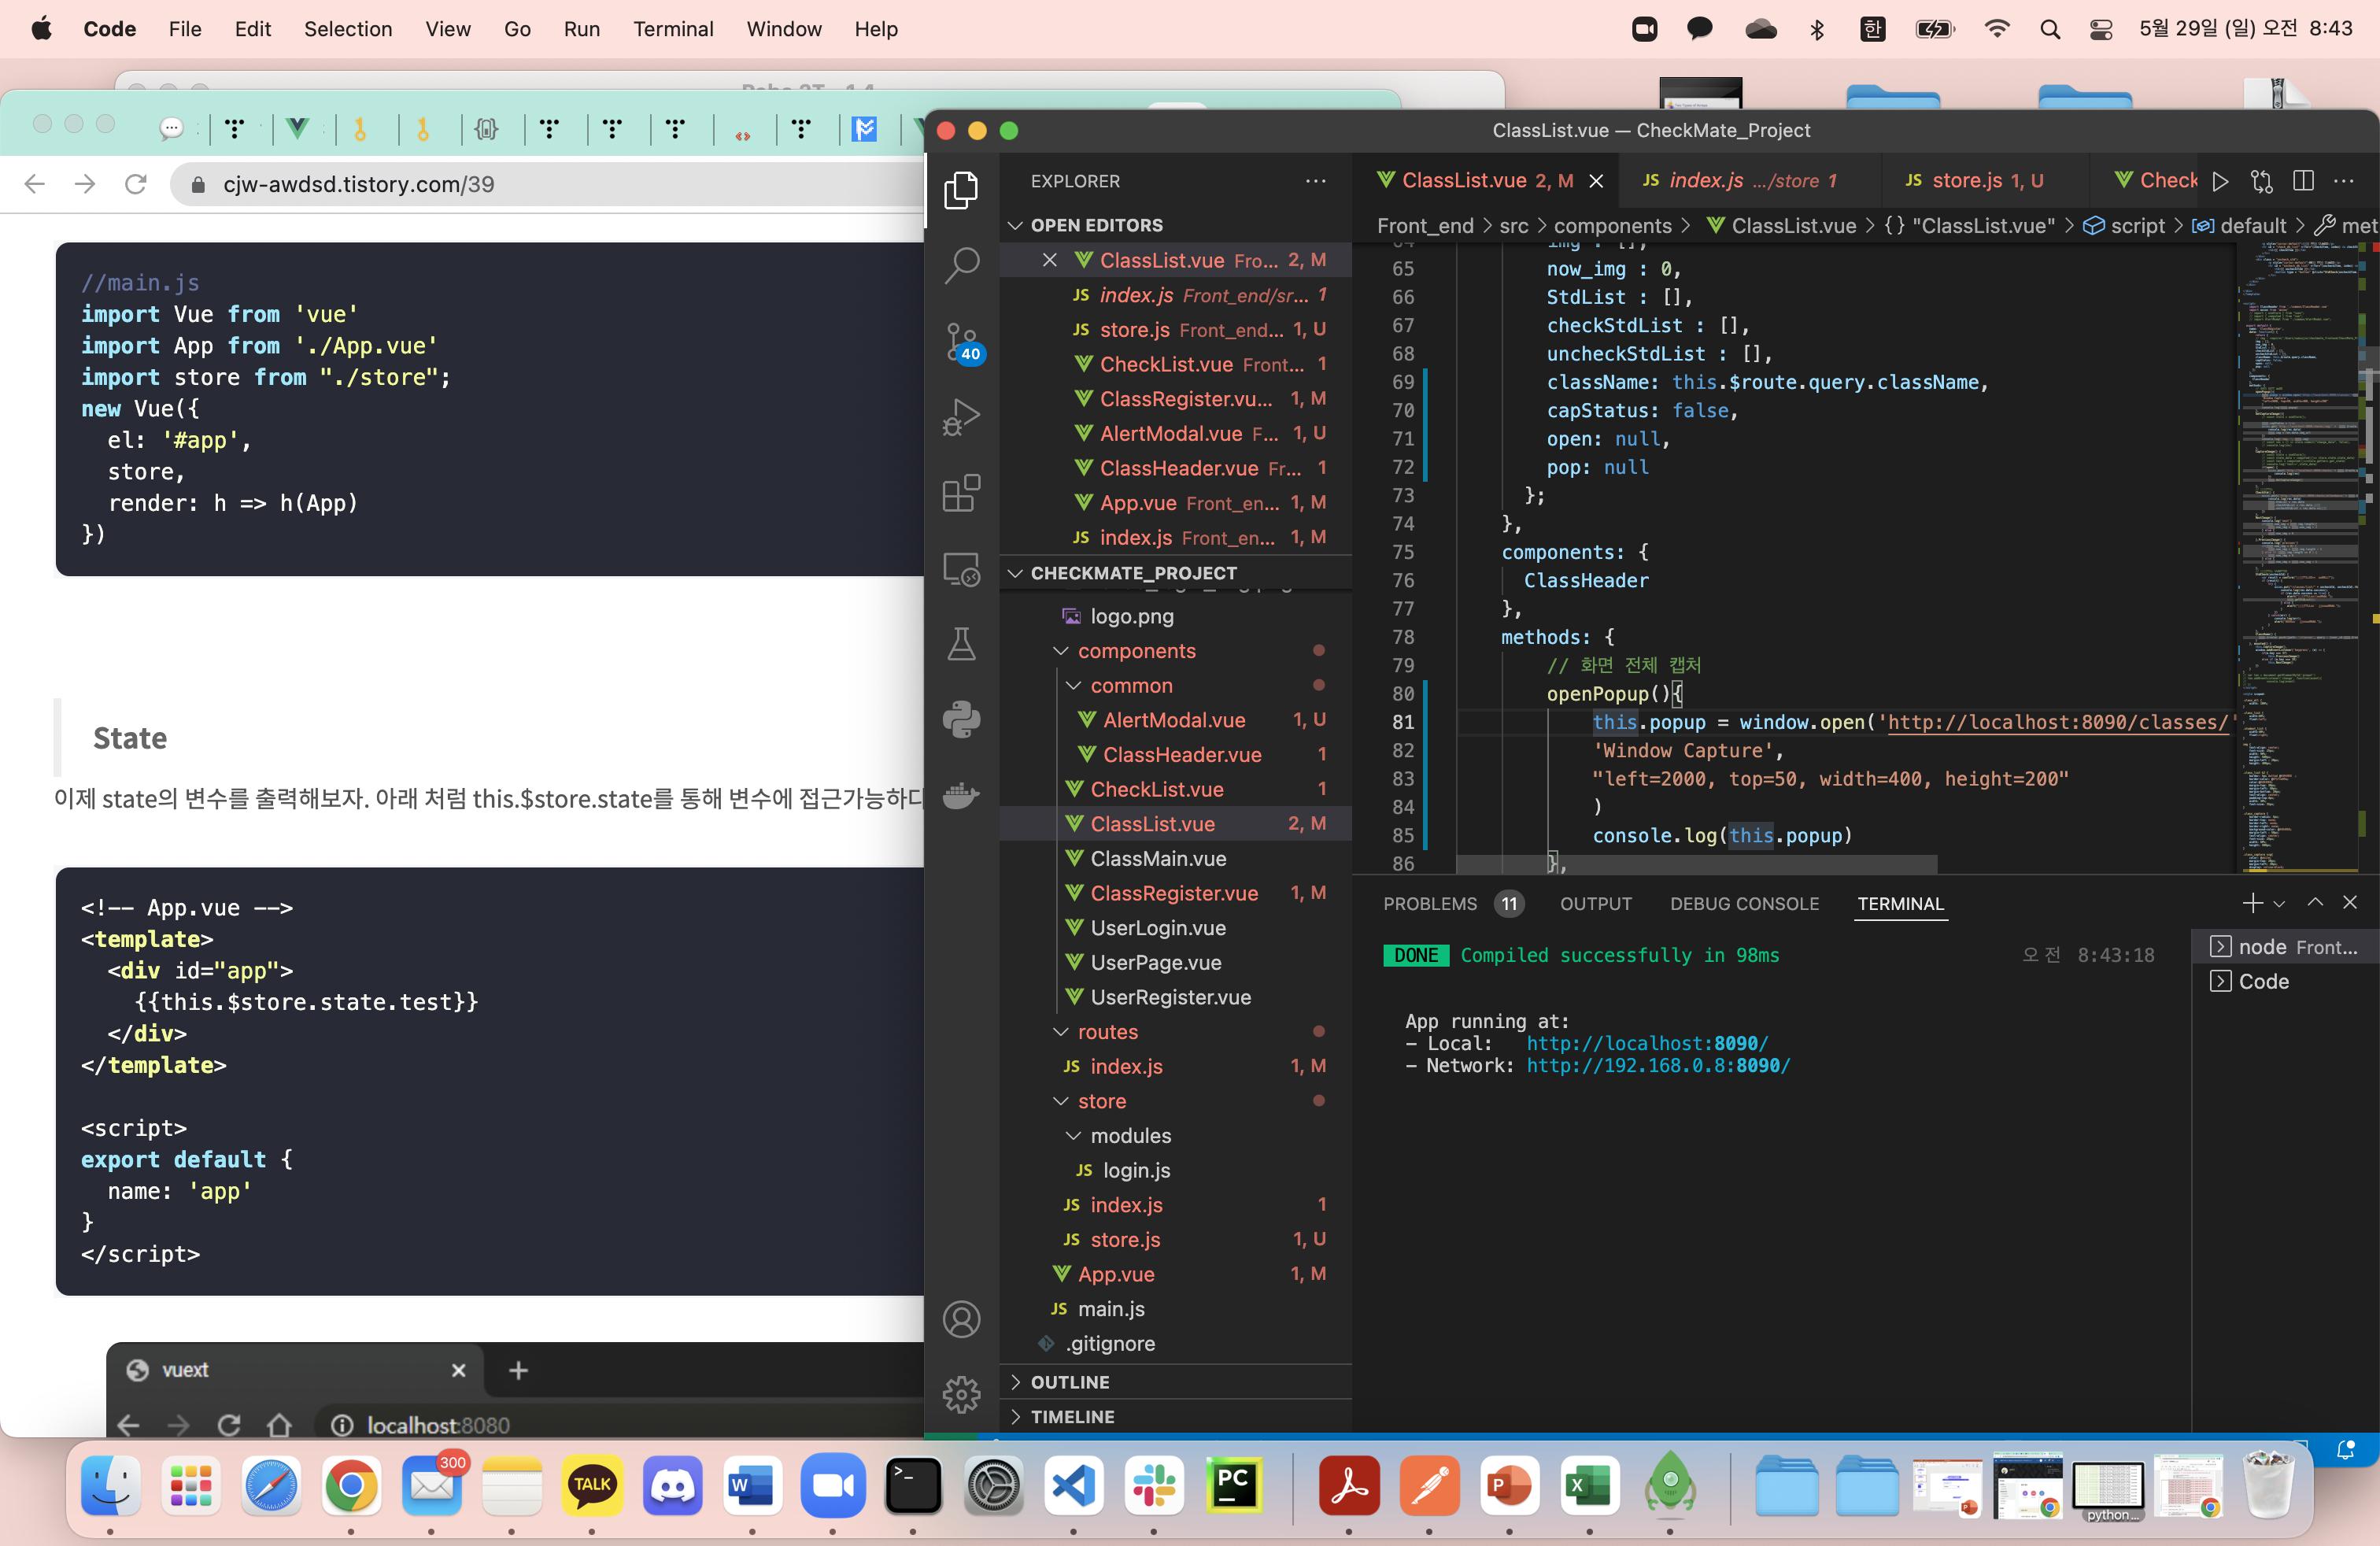 Code File Edit Selection View Go Run Terminal Window Help
한 5월 29일 (일) 오전 8:43
cjw-awdsd.tistory.com/39
//main.js
import Vue from 'vue'
import App from './App.vue'
import store from "./store";
new Vue({
el: '#app',
store,
render: h => h(App)
})
State
이제 state의 변수를 출력해보자. 아래 처럼 this.$store.state를 통해 변수에 접근가능하다
<!-- App.vue -->
<template>
<div id="app">
{{this.$store.state.test}}
</div>
</template>
<script>
export default {
name: 'app'
}
</script>
vuext
localhost:8080
ClassList.vue — CheckMate_Project
EXPLORER
OPEN EDITORS
ClassList.vue Fro... 2, M
index.js Front_end/sr... 1
store.js Front_end... 1, U
CheckList.vue Front... 1
ClassRegister.vu... 1, M
AlertModal.vue F... 1, U
ClassHeader.vue Fr... 1
App.vue Front_en... 1, M
index.js Front_en... 1, M
40
CHECKMATE_PROJECT
logo.png
components
common
AlertModal.vue 1, U
ClassHeader.vue 1
CheckList.vue 1
ClassList.vue 2, M
ClassMain.vue
ClassRegister.vue 1, M
UserLogin.vue
UserPage.vue
UserRegister.vue
routes
JS index.js 1, M
store
modules
JS login.js
JS index.js 1
JS store.js 1, U
App.vue 1, M
JS main.js
.gitignore
OUTLINE
TIMELINE
ClassList.vue 2, M JS index.js .../store 1 JS store.js 1, U Check
Front_end > src > components > ClassList.vue > {} "ClassList.vue" > script > default > met
64 img : [],
65 now_img : 0,
66 StdList : [],
67 checkStdList : [],
68 uncheckStdList : [],
69 className: this.$route.query.className,
70 capStatus: false,
71 open: null,
72 pop: null
73 };
74 },
75 components: {
76 ClassHeader
77 },
78 methods: {
79 // 화면 전체 캡처
80 openPopup(){
81 this.popup = window.open('http://localhost:8090/classes/'
82 'Window Capture',
83 "left=2000, top=50, width=400, height=200"
84 )
85 console.log(this.popup)
86 },
PROBLEMS 11 OUTPUT DEBUG CONSOLE TERMINAL
DONE Compiled successfully in 98ms 오전 8:43:18
App running at:
- Local: http://localhost:8090/
- Network: http://192.168.0.8:8090/
node Front...
Code
300
TALK
W
PC
P
X
python...